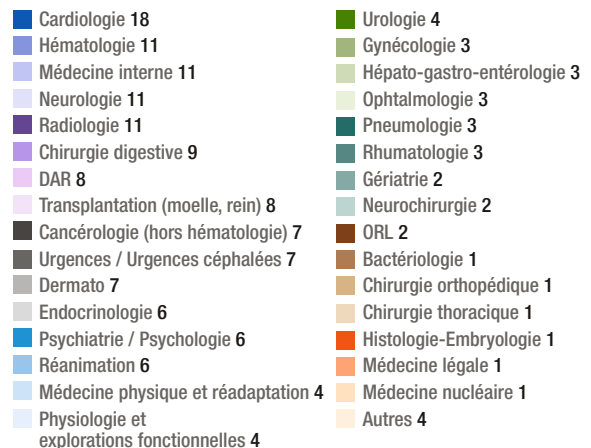 Cardiologie 18
Hématologie 11
Médecine interne 11
Neurologie 11
Radiologie 11
Chirurgie digestive 9
DAR 8
Transplantation (moelle, rein) 8
Cancérologie (hors hématologie) 7
Urgences / Urgences céphalées 7
Dermato 7
Endocrinologie 6
Psychiatrie / Psychologie 6
Réanimation 6
Médecine physique et réadaptation 4
Physiologie et
explorations fonctionnelles 4
Urologie 4
Gynécologie 3
Hépato-gastro-entérologie 3
Ophtalmologie 3
Pneumologie 3
Rhumatologie 3
Gériatrie 2
Neurochirurgie 2
ORL 2
Bactériologie 1
Chirurgie orthopédique 1
Chirurgie thoracique 1
Histologie-Embryologie 1
Médecine légale 1
Médecine nucléaire 1
Autres 4